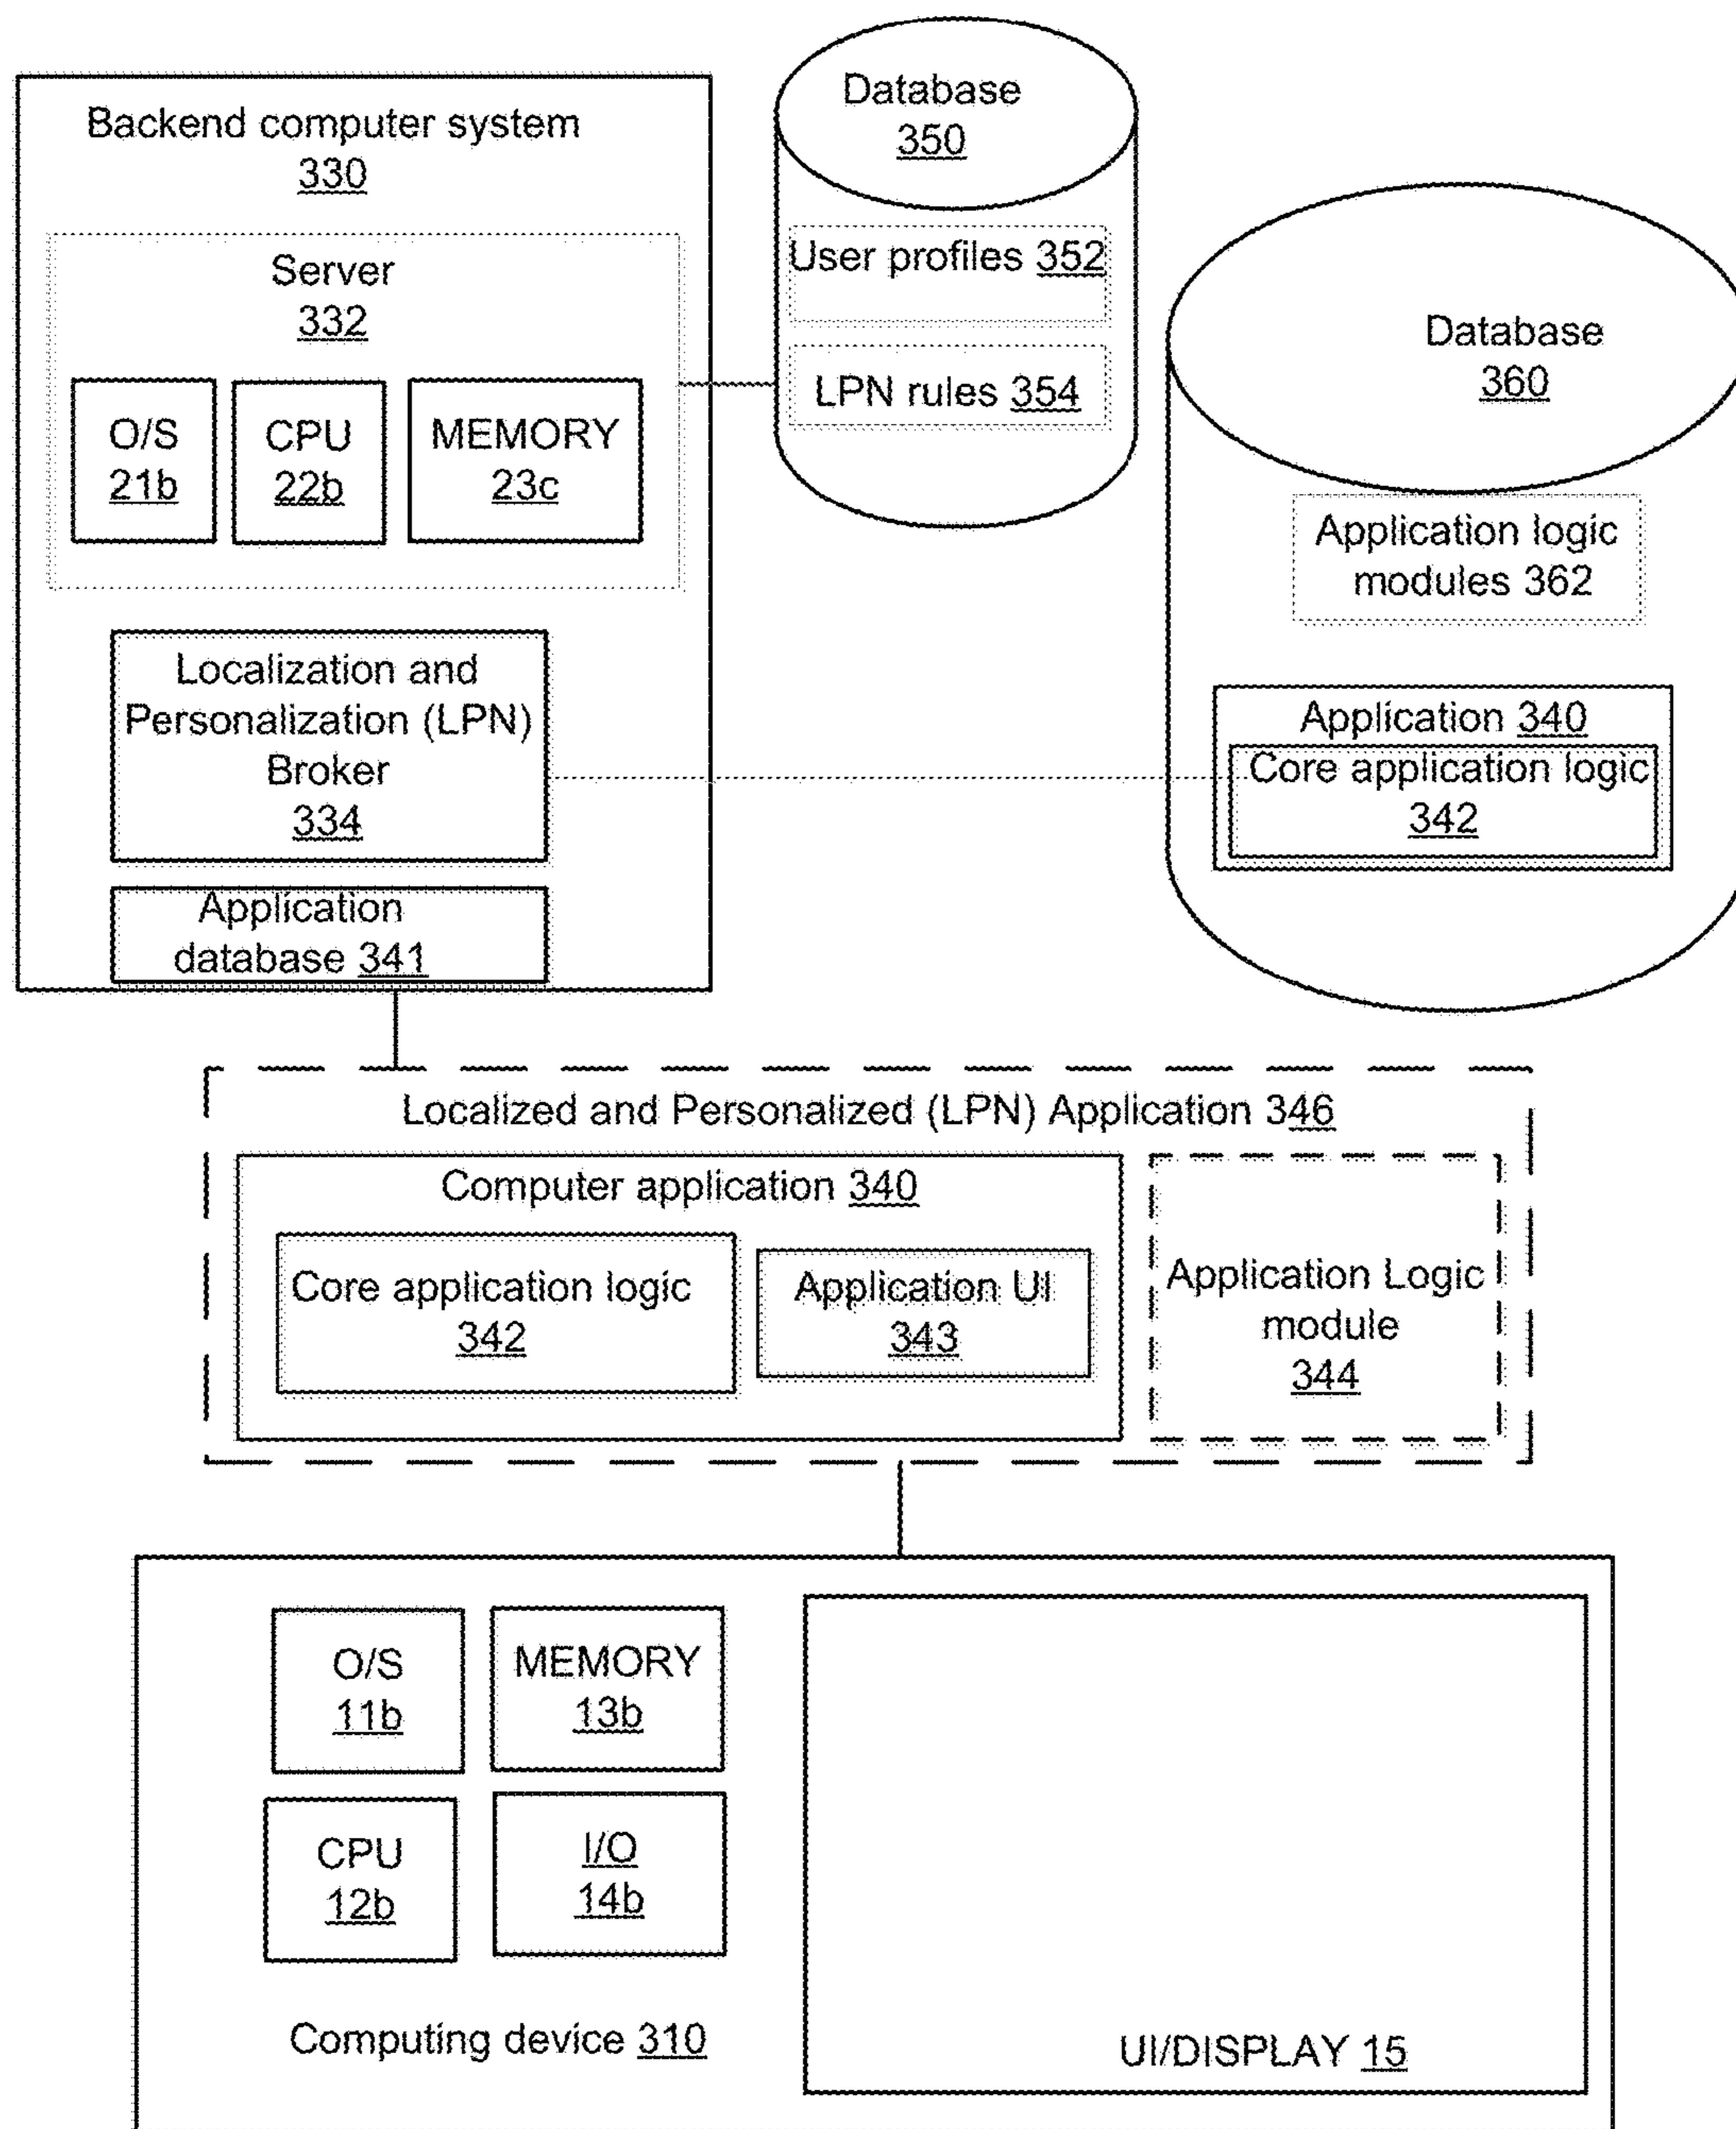 Backend computer system
330
Server
332
O/S
21b
CPU
22b
MEMORY
23c
Localization and
Personalization (LPN)
Broker
334
Application
database 341
Database
350
User profiles 352
LPN rules 354
Database
360
Application logic
modules 362
Application 340
Core application logic
342
Localized and Personalized (LPN) Application 346
Computer application 340
Core application logic
342
Application UI
343
Application Logic
module
344
O/S
11b
MEMORY
13b
CPU
12b
I/O
14b
Computing device 310
UI/DISPLAY 15